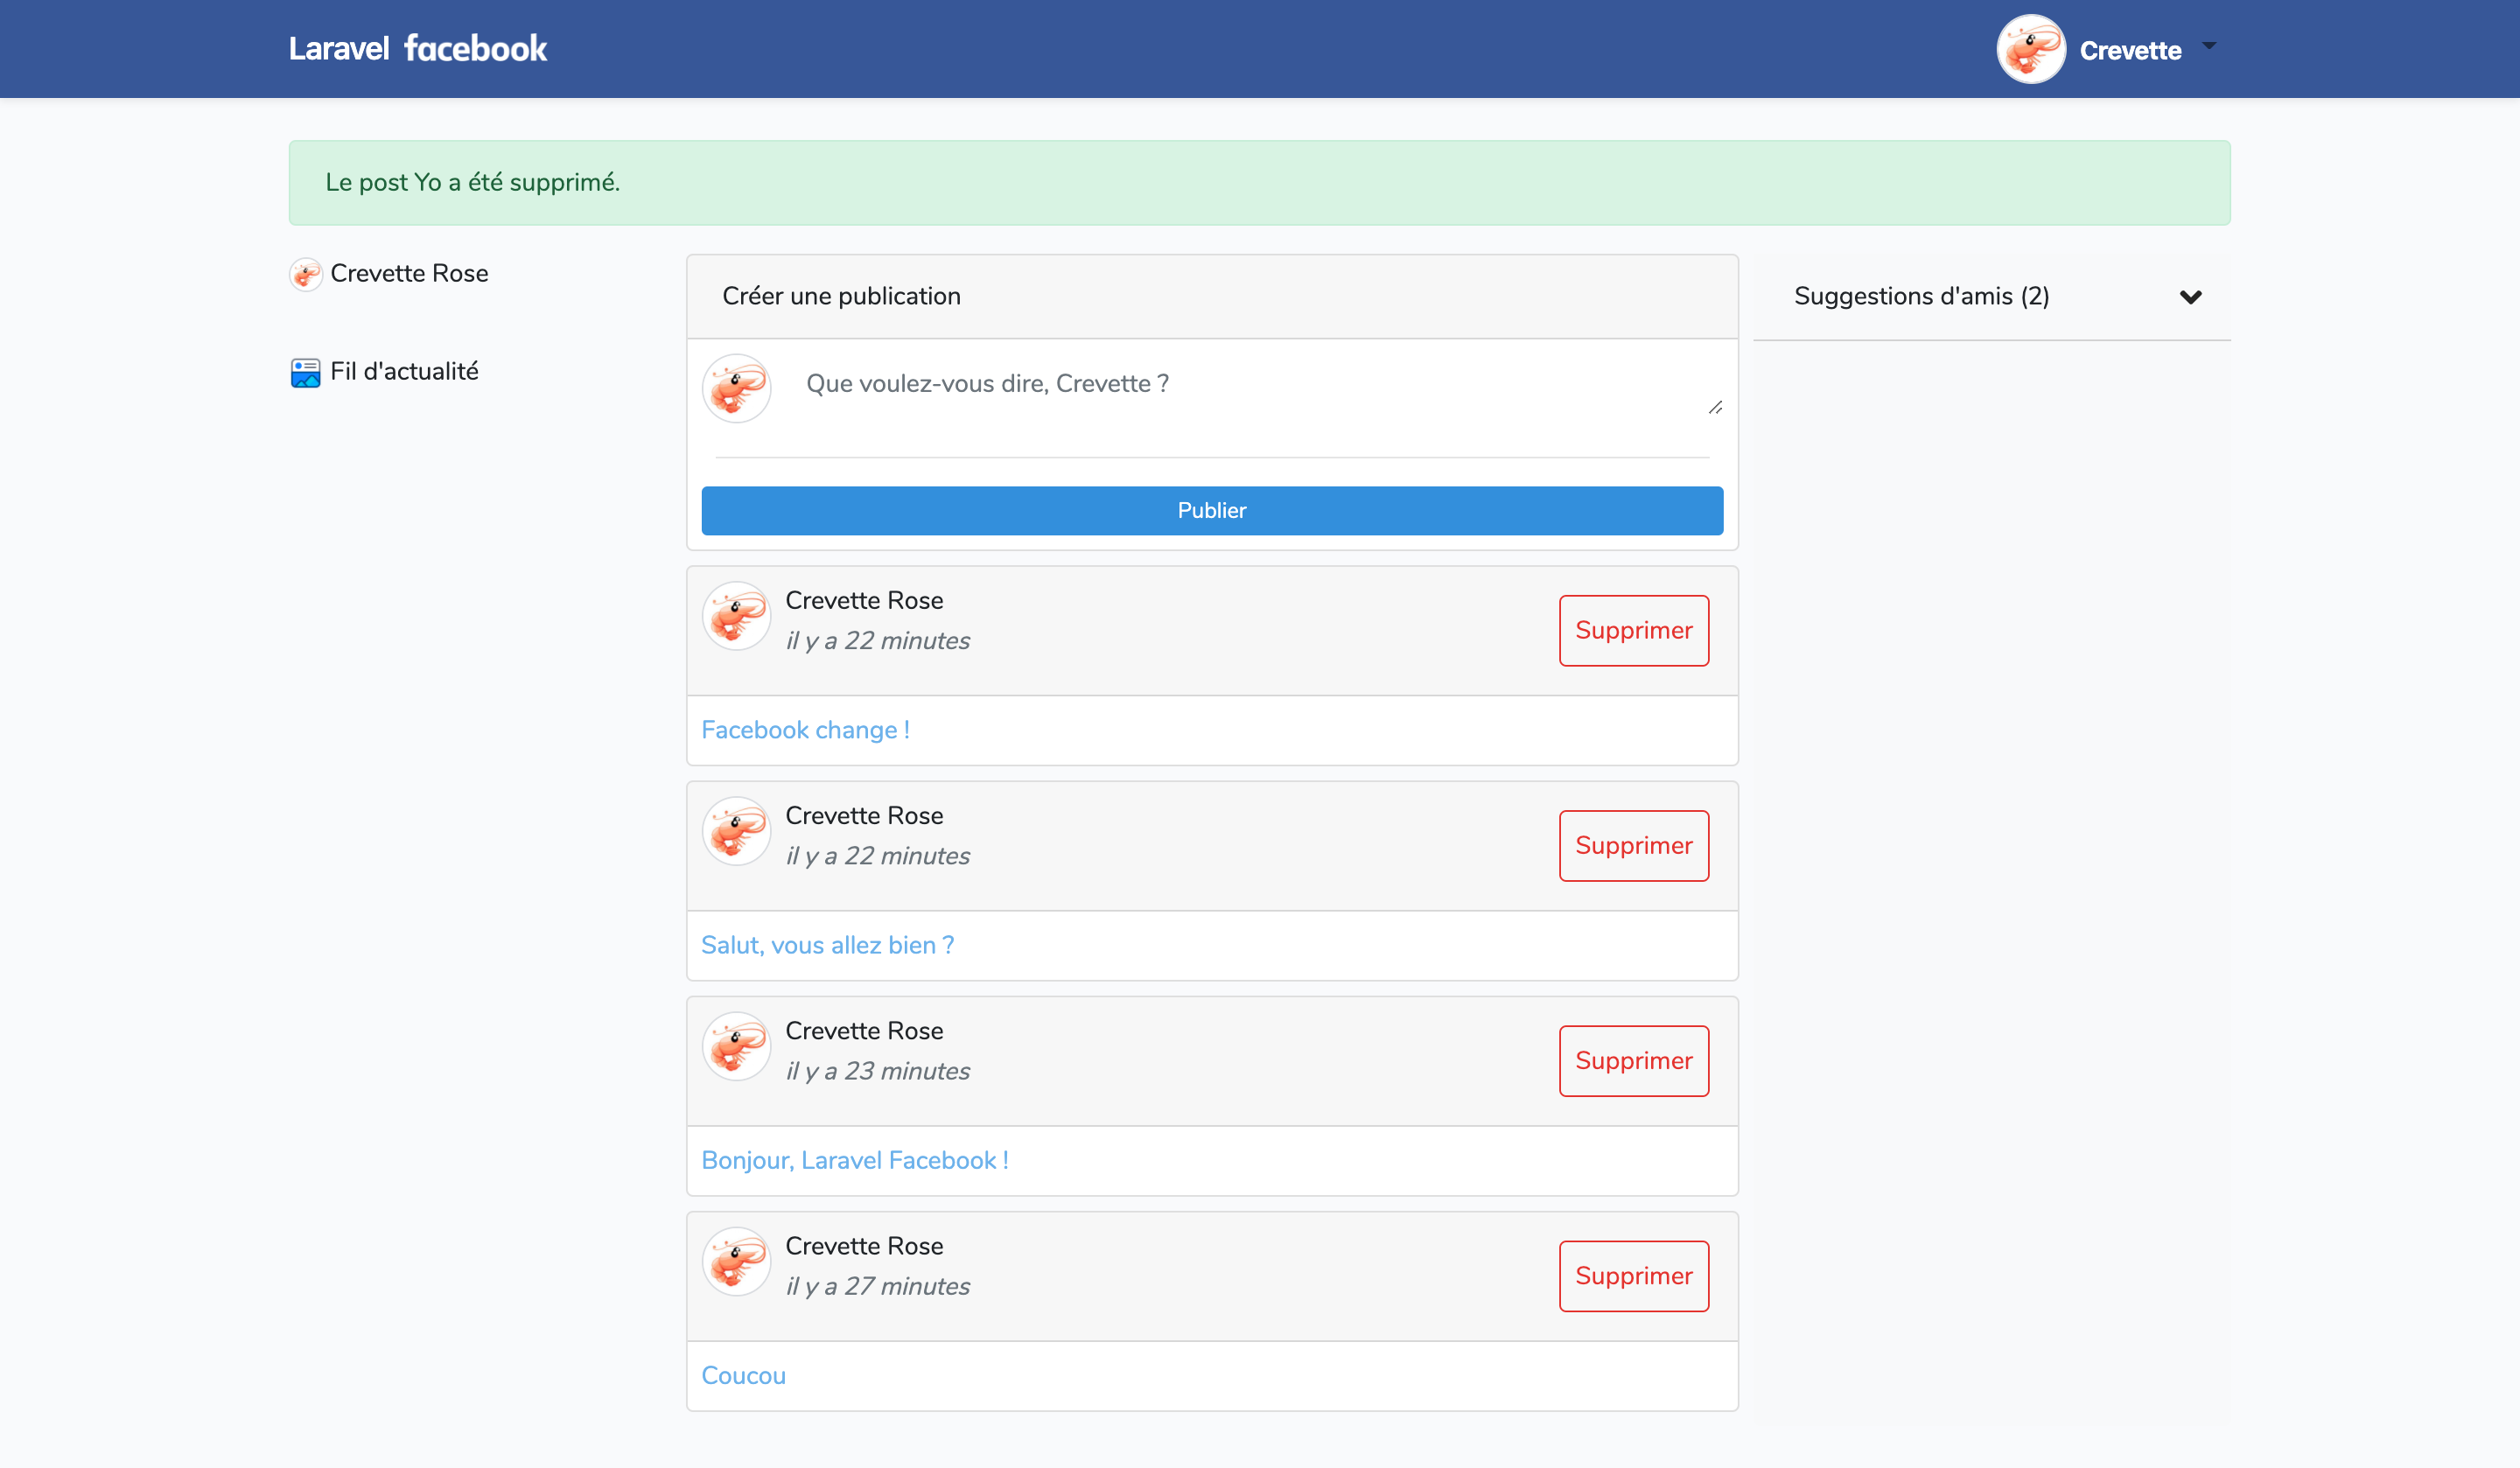 Laravel facebook
Crevette
Le post Yo a été supprimé.
Crevette Rose
Fil d'actualité
Créer une publication
Que voulez-vous dire, Crevette ?
Publier
Crevette Rose
il y a 22 minutes
Supprimer
Facebook change !
Crevette Rose
il y a 22 minutes
Supprimer
Salut, vous allez bien ?
Crevette Rose
il y a 23 minutes
Supprimer
Bonjour, Laravel Facebook !
Crevette Rose
il y a 27 minutes
Supprimer
Coucou
Suggestions d'amis (2)